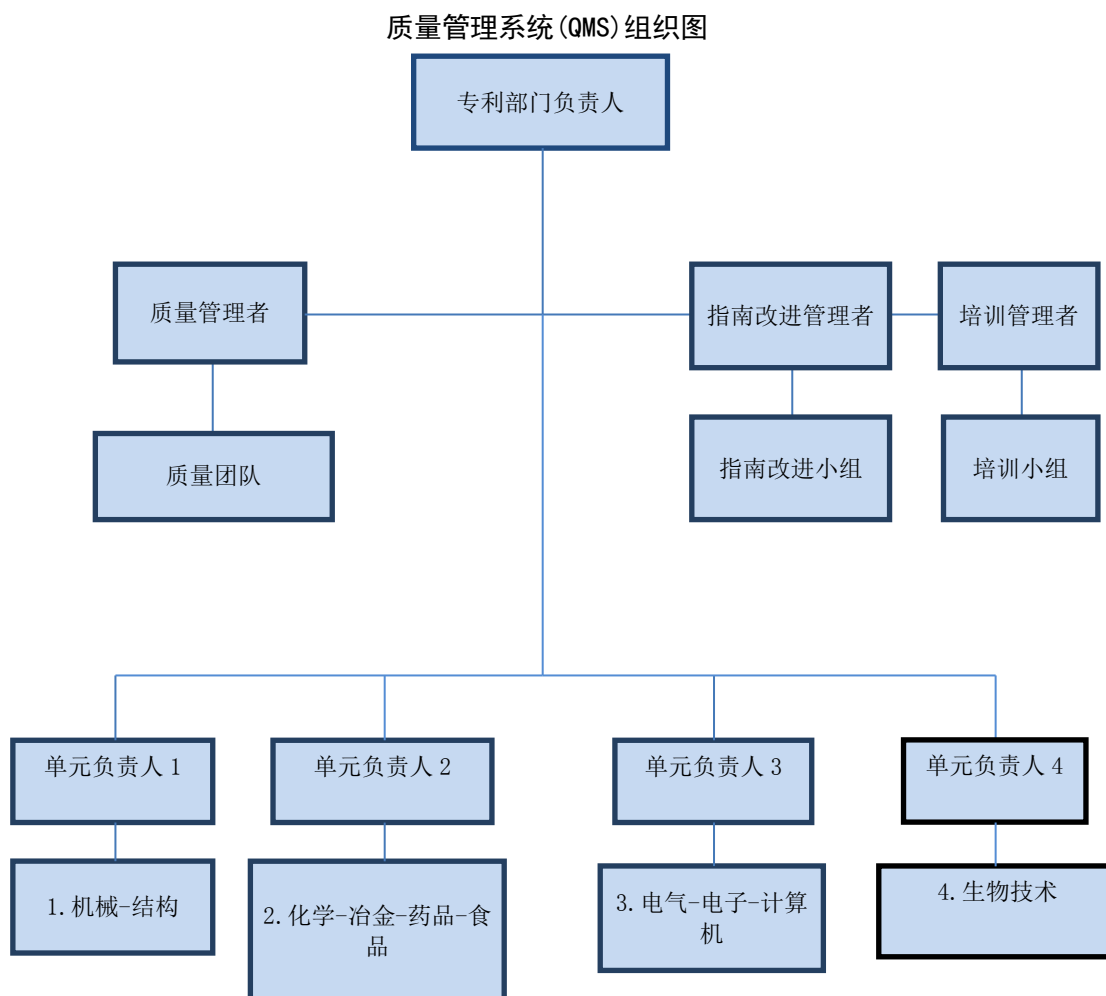 质量管理系统(QMS)组织图
专利部门负责人
质量管理者
指南改进管理者
培训管理者
质量团队
指南改进小组
培训小组
单元负责人1
单元负责人2
单元负责人3
单元负责人4
1.机械-结构
2.化学-冶金-药品-食
品
3.电气-电子-计算
机
4.生物技术